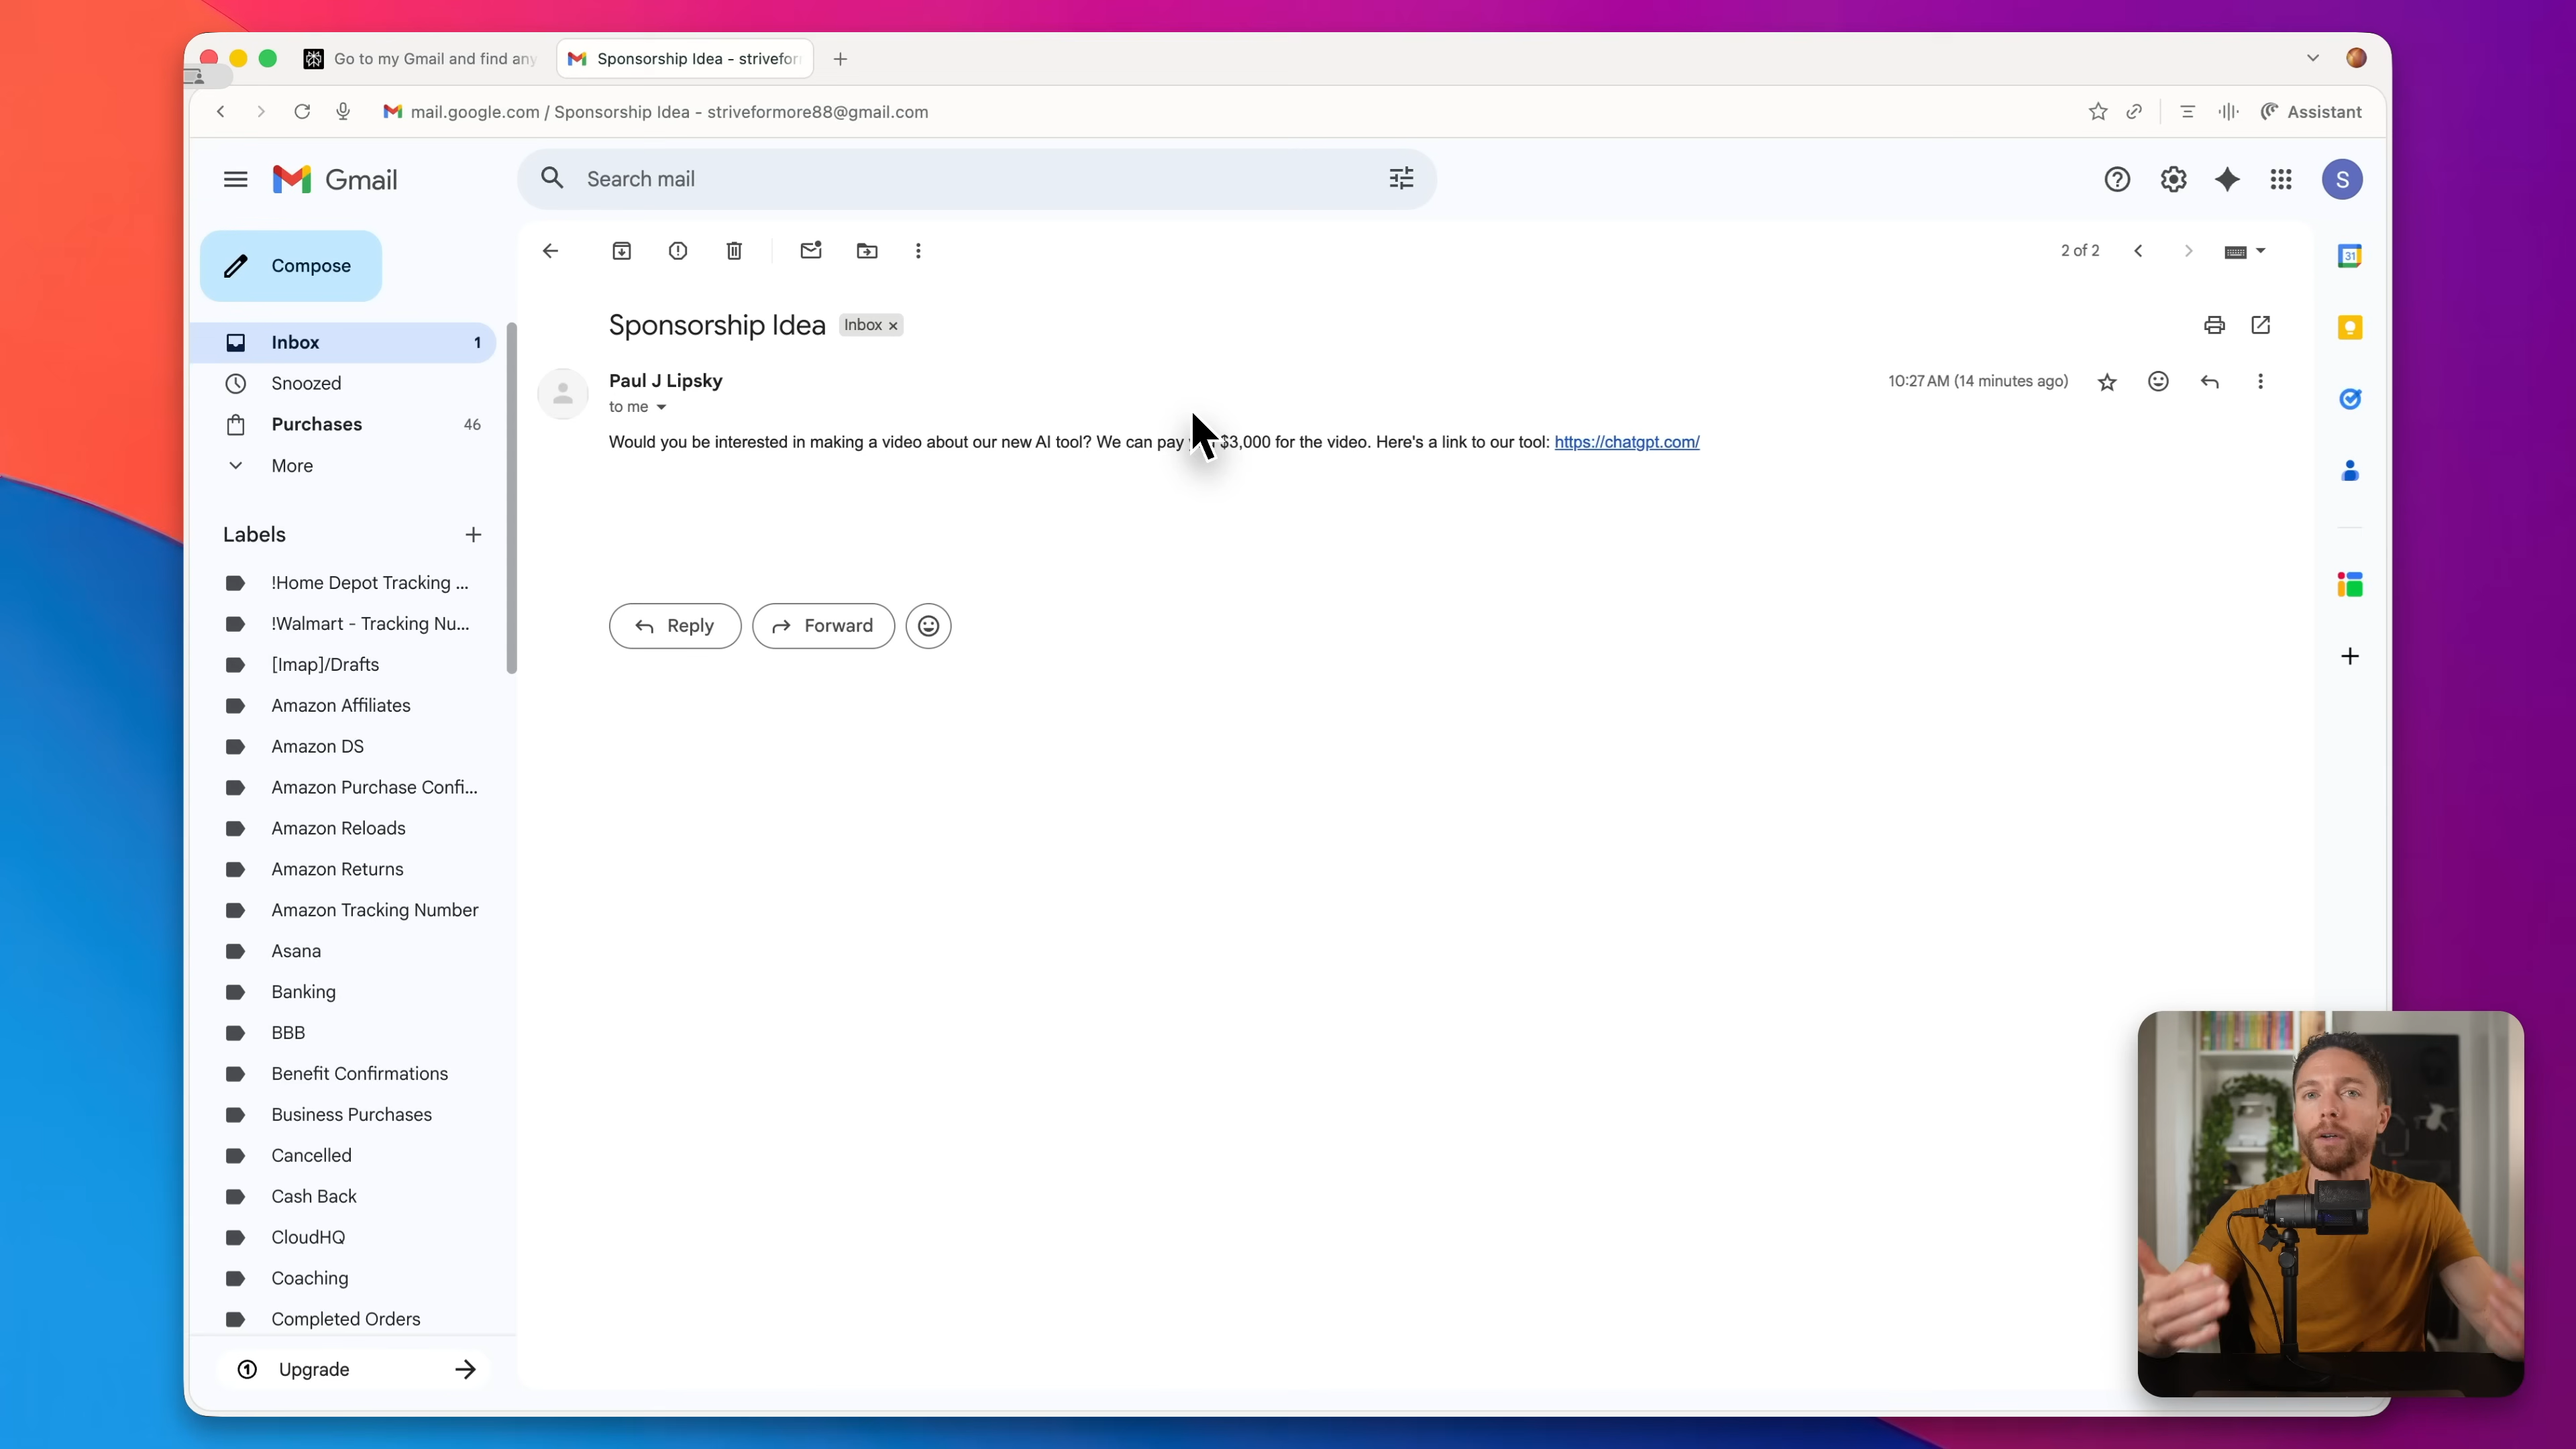 Go to my Gmail and find any
Sponsorship Idea - strivefor
mail.google.com / Sponsorship Idea - striveformore88@gmail.com
Assistant
Gmail
Search mail
S
Compose
2 of 2
31
Sponsorship Idea
Inbox
Inbox 1
Paul J Lipsky
10:27 AM (14 minutes ago)
Snoozed
to me
Purchases 46
Would you be interested in making a video about our new AI tool? We can pay $3,000 for the video. Here's a link to our tool: https://chatgpt.com/
More
Labels
!Home Depot Tracking ...
!Walmart - Tracking Nu...
Reply
Forward
[Imap]/Drafts
Amazon Affiliates
Amazon DS
Amazon Purchase Confi...
Amazon Reloads
Amazon Returns
Amazon Tracking Number
Asana
Banking
BBB
Benefit Confirmations
Business Purchases
Cancelled
Cash Back
CloudHQ
Coaching
Completed Orders
Upgrade